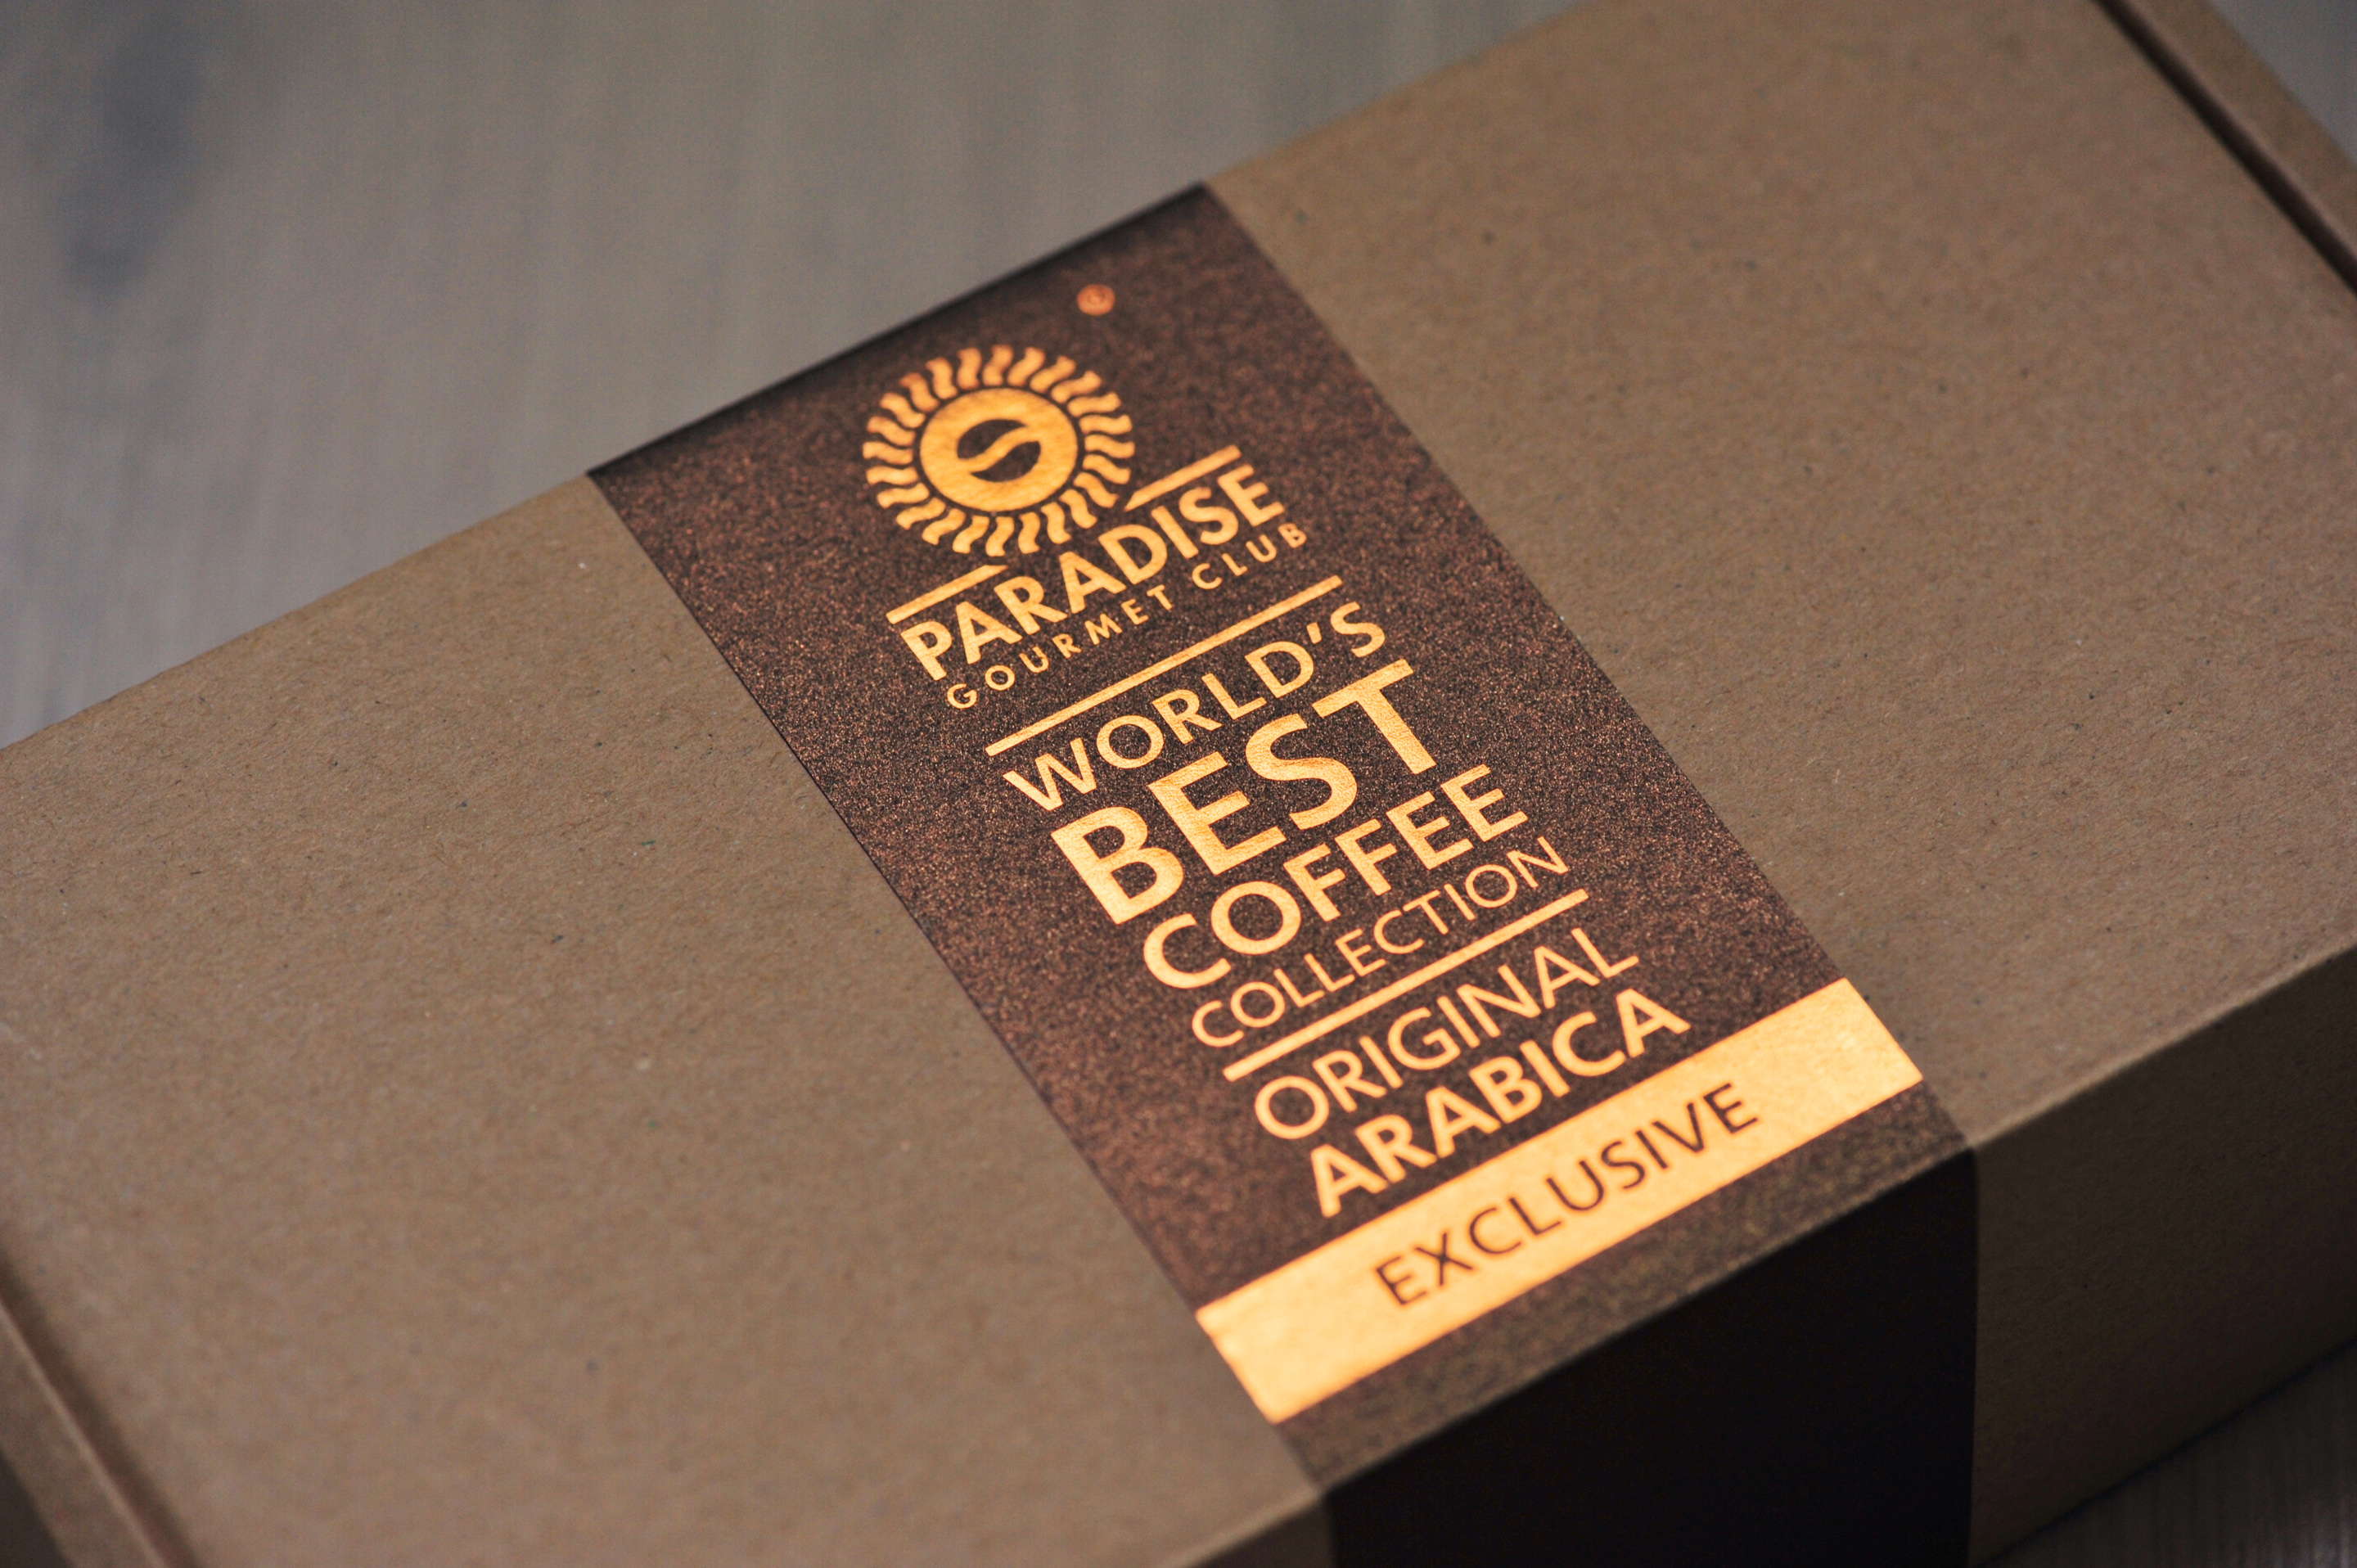 ®
PARADISE
GOURMET CLUB
WORLD'S
BEST
COFFEE
COLLECTION
ORIGINAL
ARABICA
EXCLUSIVE